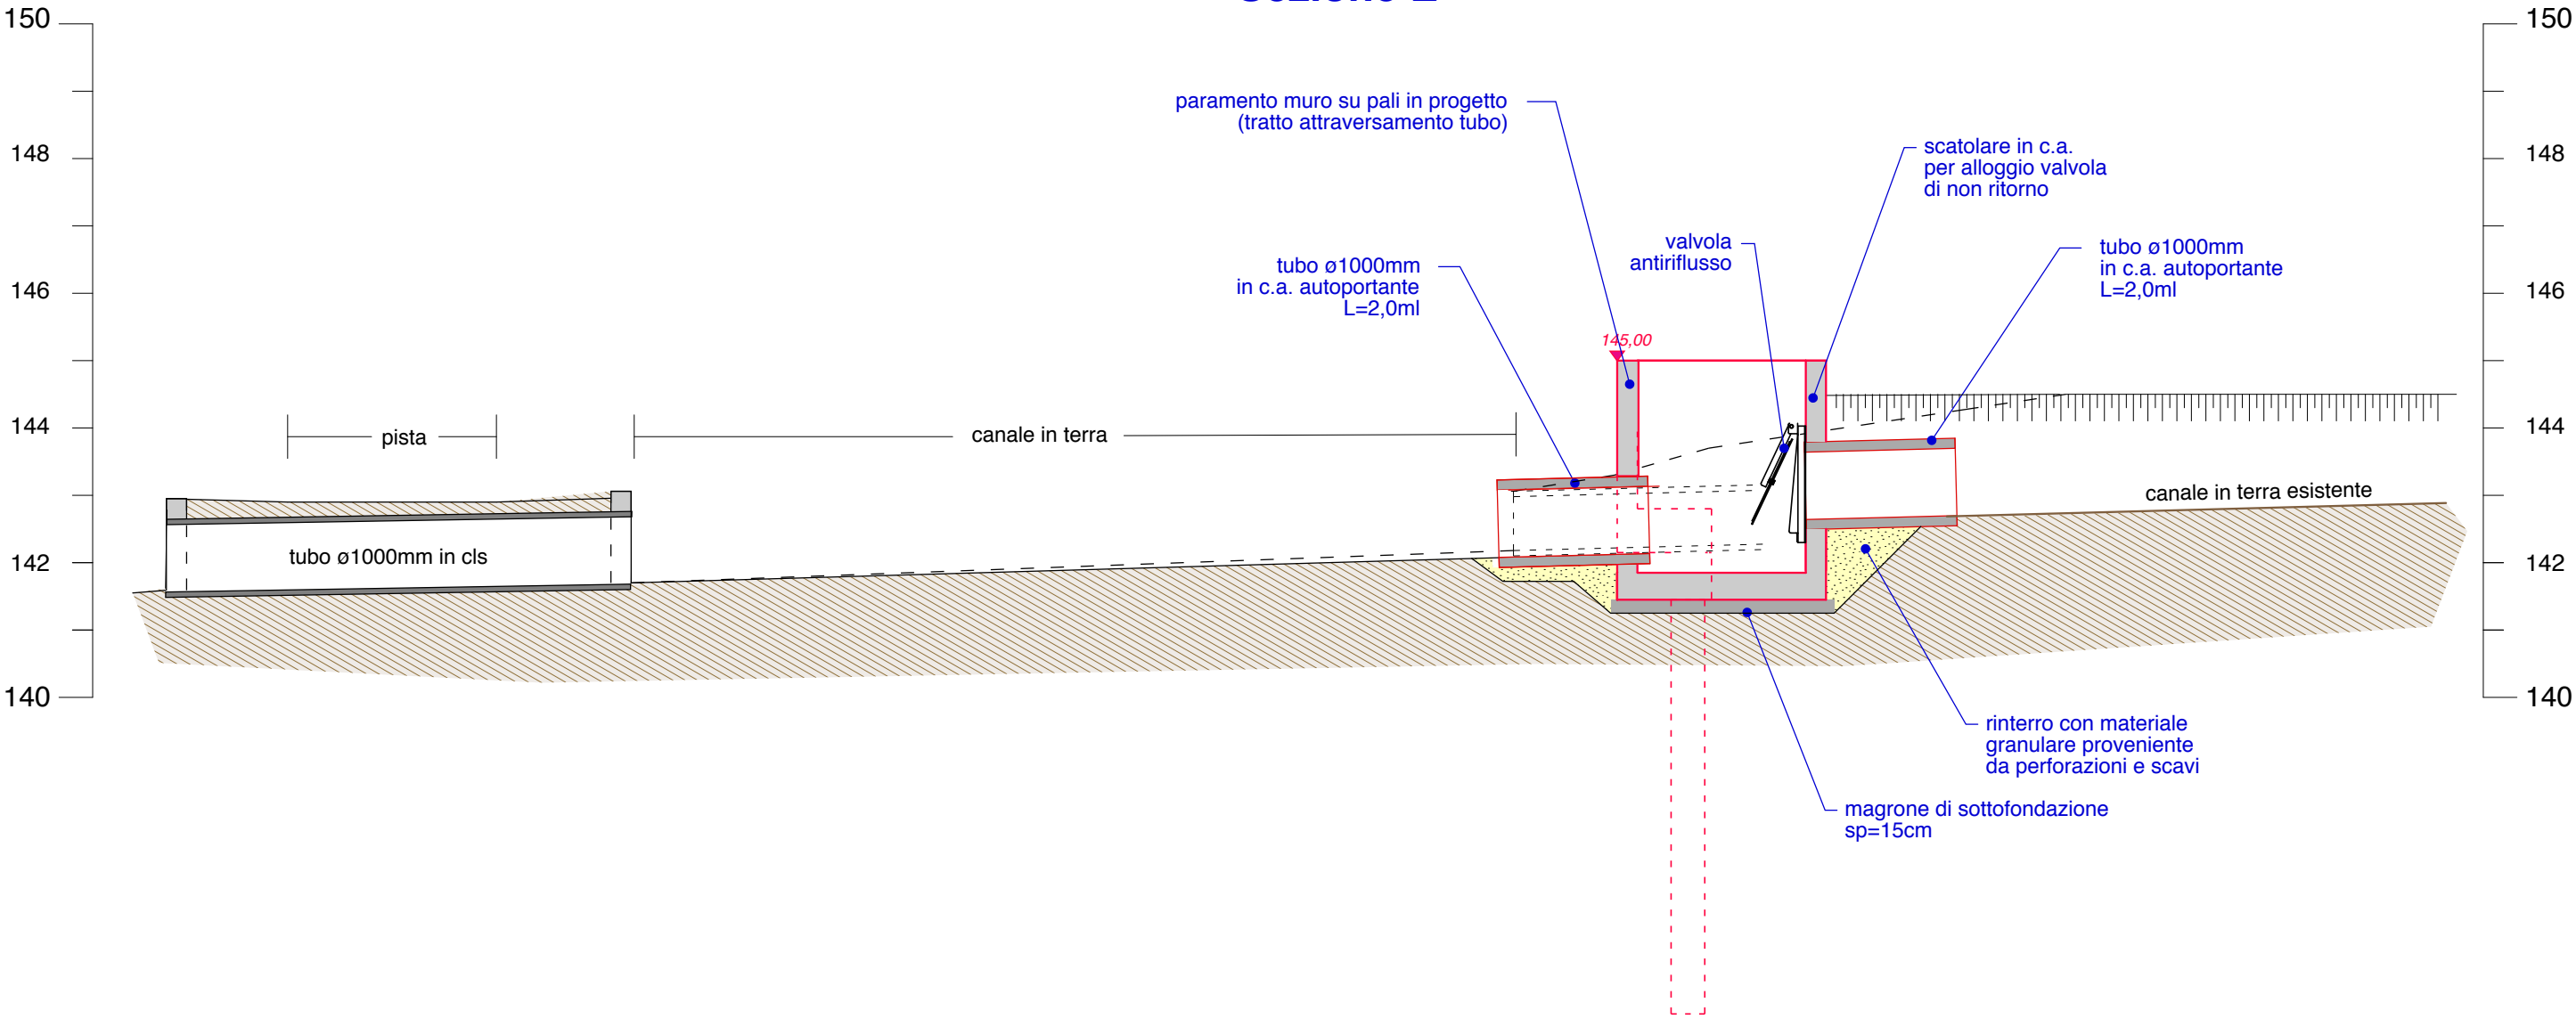 150
150
paramento muro su pali in progetto
(tratto attraversamento tubo)
148
scatolare in c.a.
per alloggio valvola
di non ritorno
148
valvola
antiriflusso
tubo ø1000mm
in c.a. autoportante
L=2,0ml
tubo ø1000mm
in c.a. autoportante
L=2,0ml
146
146
145,00
144
pista
canale in terra
144
canale in terra esistente
tubo ø1000mm in cls
142
142
140
140
rinterro con materiale
granulare proveniente
da perforazioni e scavi
magrone di sottofondazione
sp=15cm